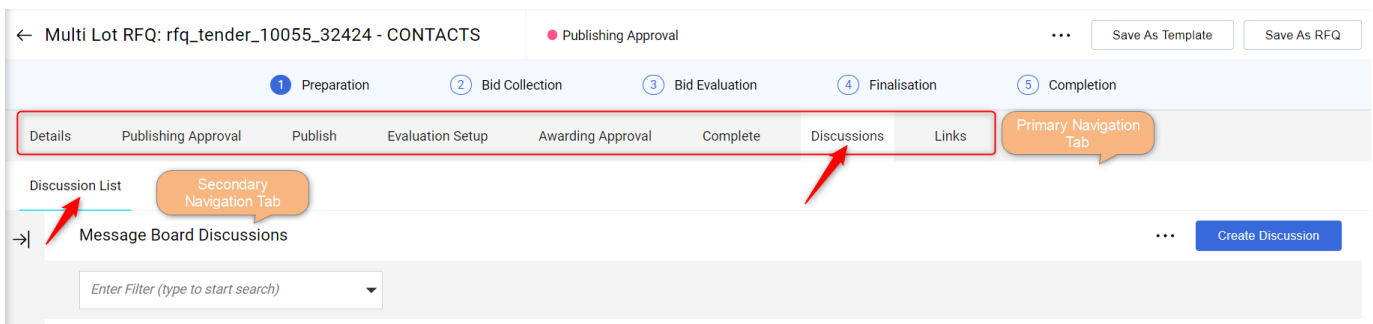 Multi Lot RFQ: rfq_tender_10055_32424 - CONTACTS Publishing Approval ... Save As Template Save As RFQ
1 Preparation 2 Bid Collection 3 Bid Evaluation 4 Finalisation 5 Completion
Details Publishing Approval Publish Evaluation Setup Awarding Approval Complete Discussions Links
Primary Navigation
Tab
Discussion List
Secondary
Navigation Tab
Message Board Discussions ... Create Discussion
Enter Filter (type to start search)